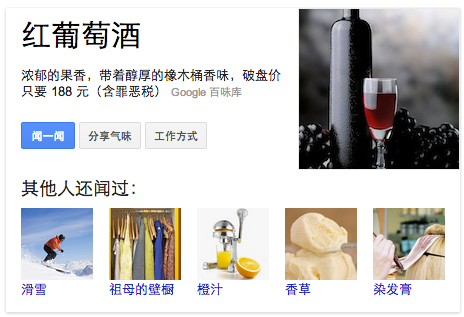 红葡萄酒
浓郁的果香，带着醇厚的橡木桶香味，破盘价
只要 188 元（含罪恶税） Google 百味库
闻一闻 分享气味 工作方式
其他人还闻过：
滑雪 祖母的壁橱 橙汁 香草 染发膏